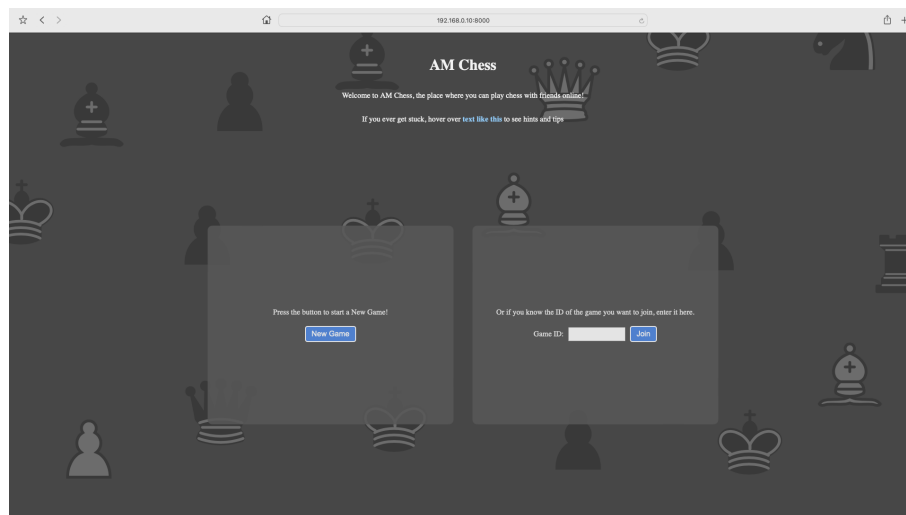 192.168.0.10:8000
AM Chess
Welcome to AM Chess, the place where you can play chess with friends online!
If you ever get stuck, hover over text like this to see hints and tips
Press the button to start a New Game!
New Game
Or if you know the ID of the game you want to join, enter it here.
Game ID:
Join